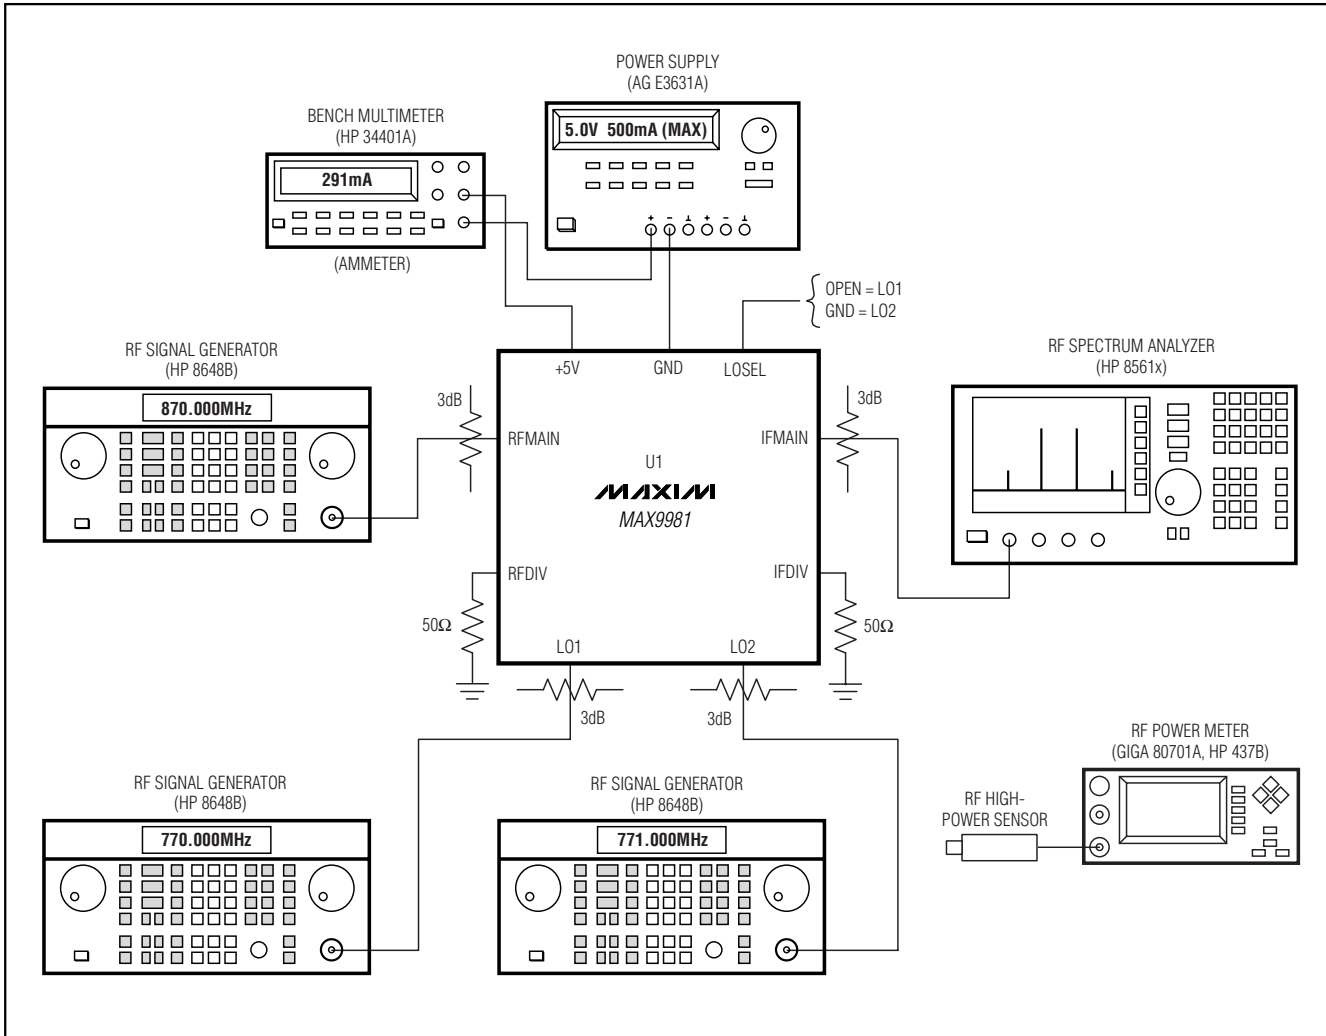 POWER SUPPLY
(AG E3631A)
5.0V 500mA (MAX)
+ - ⊥ + - ⊥
BENCH MULTIMETER
(HP 34401A)
291mA
(AMMETER)
OPEN = LO1
GND = LO2
RF SIGNAL GENERATOR
(HP 8648B)
870.000MHz
RF SPECTRUM ANALYZER
(HP 8561x)
+5V
GND
LOSEL
3dB
3dB
RFMAIN
IFMAIN
U1
MAXIM
MAX9981
RFDIV
IFDIV
50Ω
50Ω
LO1
LO2
3dB
3dB
RF SIGNAL GENERATOR
(HP 8648B)
770.000MHz
RF SIGNAL GENERATOR
(HP 8648B)
771.000MHz
RF POWER METER
(GIGA 80701A, HP 437B)
RF HIGH-
POWER SENSOR